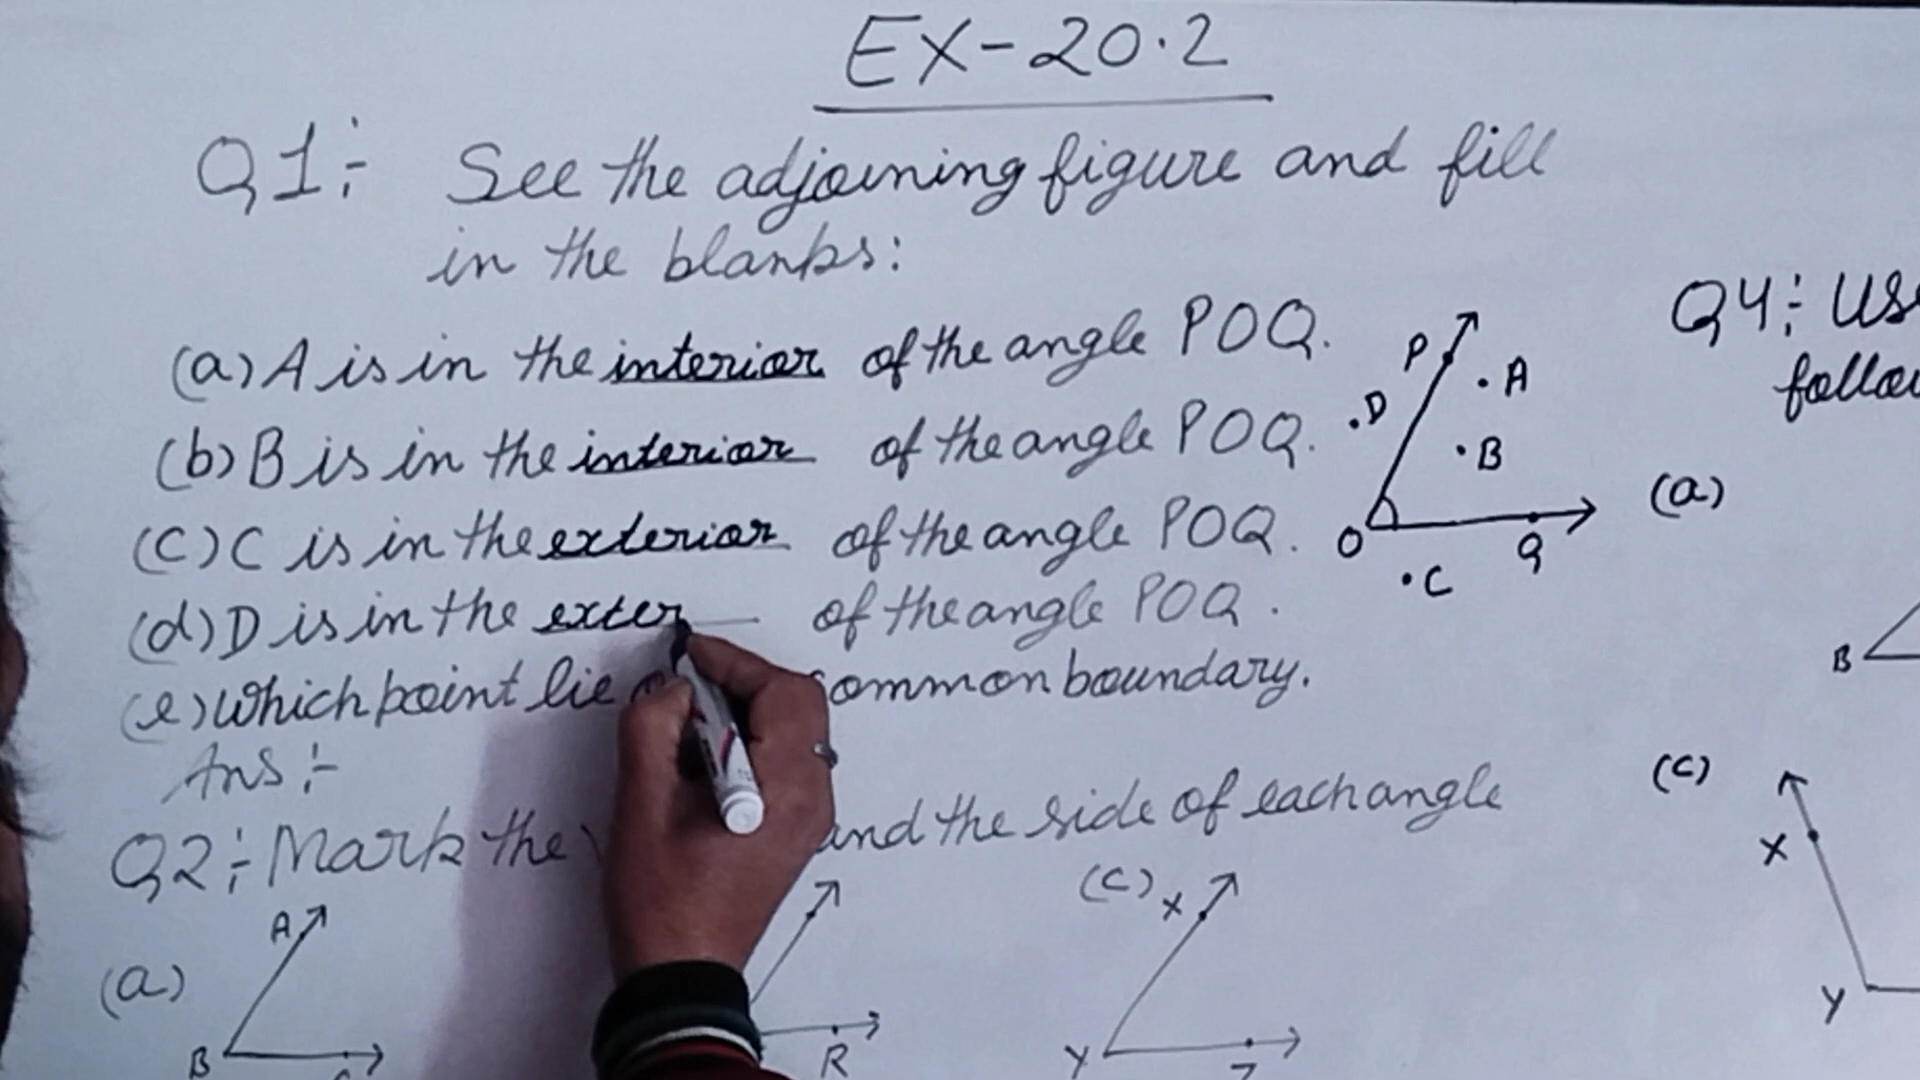 EX-20.2
Q1:- See the adjoining figure and fill
in the blanks:
(a) A is in the interior of the angle POQ.
(b) B is in the interior of the angle POQ.
(c) C is in the exterior of the angle POQ.
(d) D is in the exter of the angle POQ.
(e) Which point lie common boundary.
Ans:-
P
A
D
B
O
Q
C
Q2:- Mark the and the side of each angle
(a)
A
B
R
(c)
X
Y
Z
Q4:- Use
(a)
B
(c)
X
Y